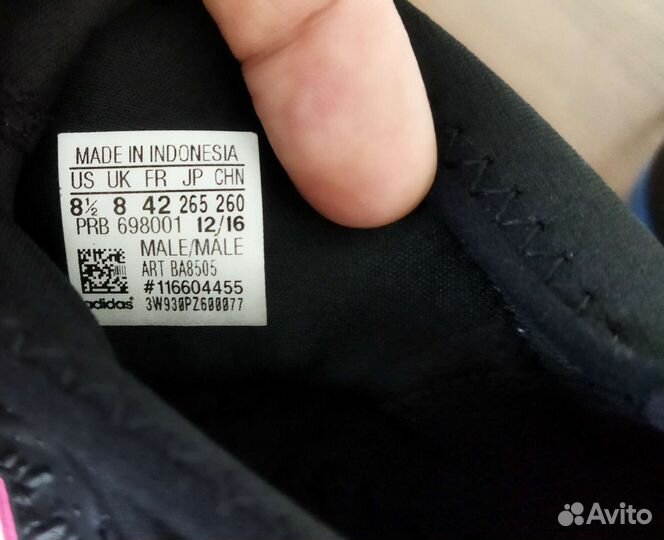 MADE IN INDONESIA
US UK FR JP CHN
8½ 8 42 265 260
PRB 698001 12/16
MALE/MÂLE
ART BA8505
#116604455
adidas 3W930PZ600077
Avito